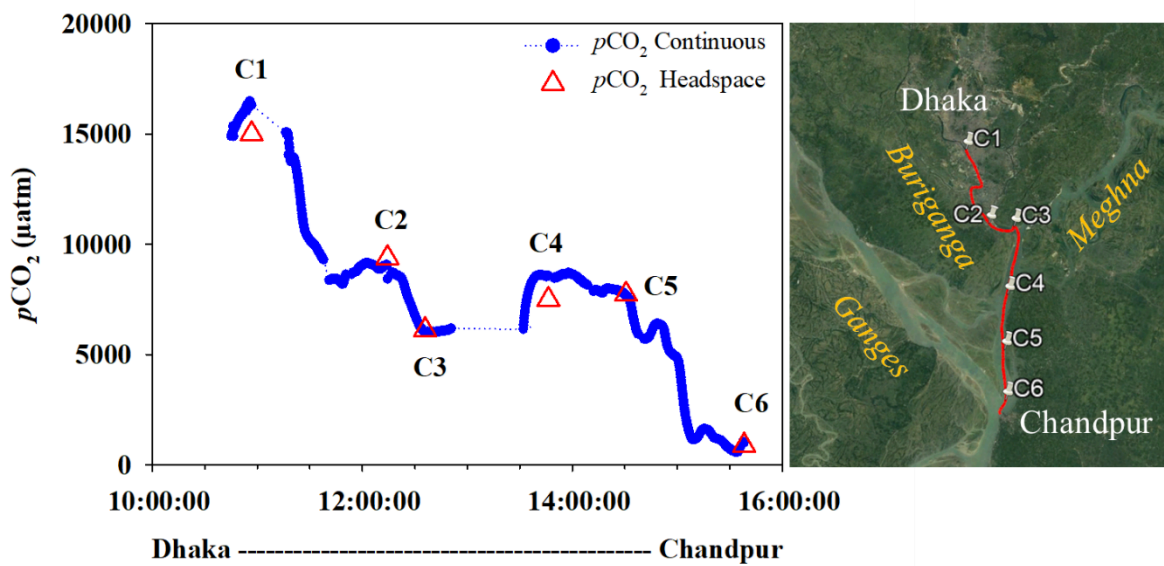 20000
15000
10000
5000
0
pCO₂ (µatm)
pCO₂ Continuous
pCO₂ Headspace
C1
C2
C3
C4
C5
C6
10:00:00 12:00:00 14:00:00 16:00:00
Dhaka ---------------------------------------------------- Chandpur
Dhaka
C1
Buriganga
C2
C3
Meghna
C4
Ganges
C5
C6
Chandpur